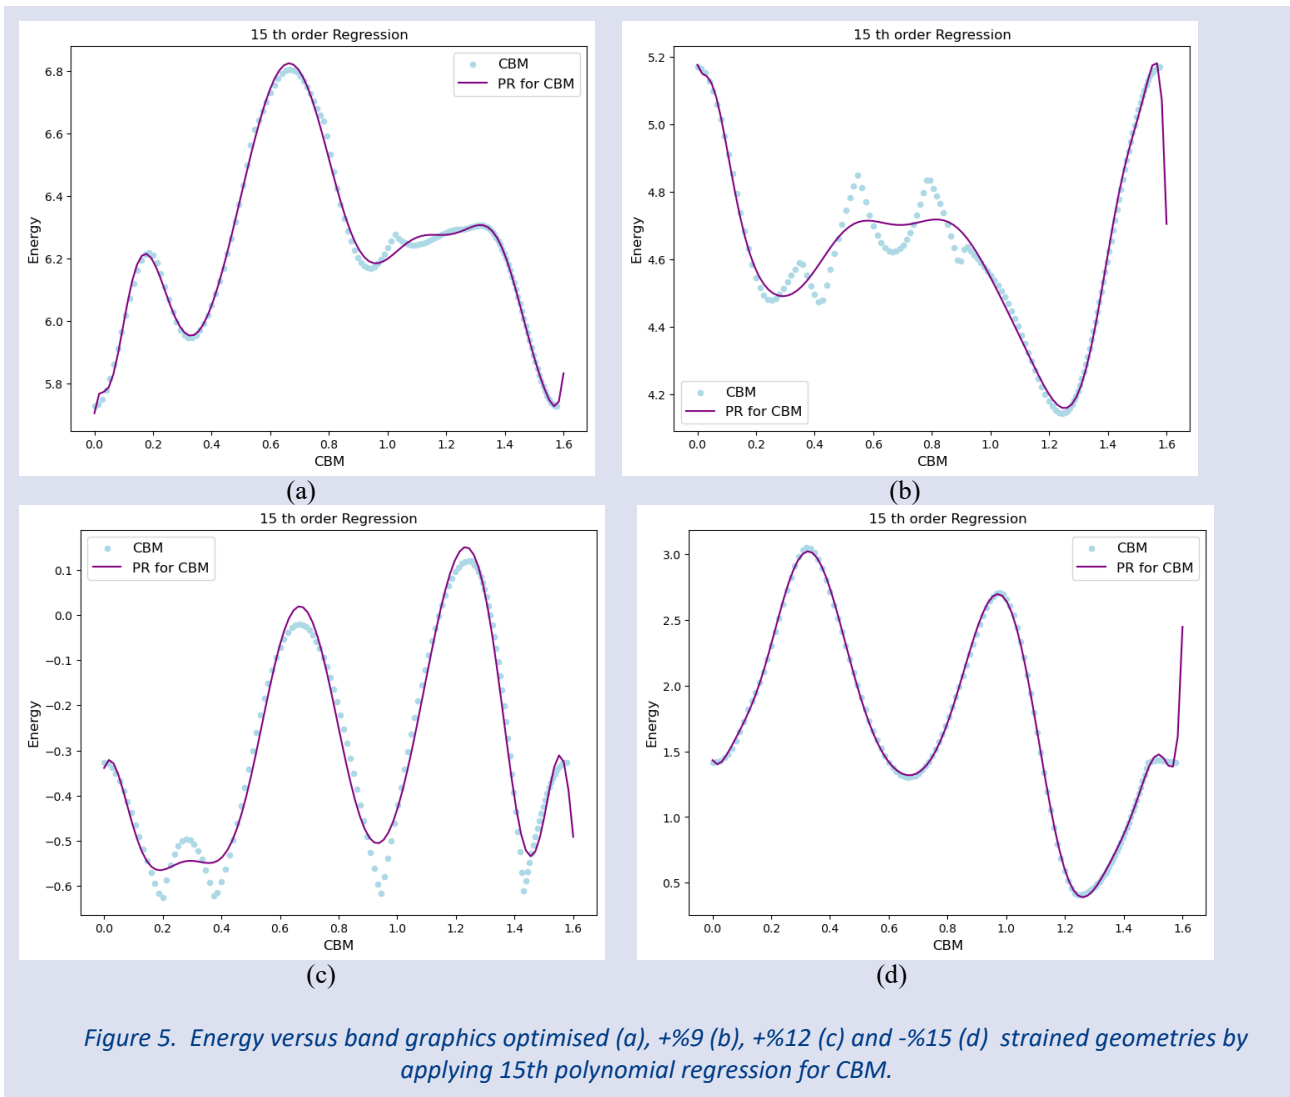 15 th order Regression
CBM
PR for CBM
6.8
6.6
6.4
6.2
6.0
5.8
Energy
0.0 0.2 0.4 0.6 0.8 1.0 1.2 1.4 1.6
CBM
(a)
15 th order Regression
5.2
5.0
4.8
4.6
4.4
4.2
Energy
CBM
PR for CBM
0.0 0.2 0.4 0.6 0.8 1.0 1.2 1.4 1.6
CBM
(b)
15 th order Regression
CBM
PR for CBM
0.1
0.0
−0.1
−0.2
−0.3
−0.4
−0.5
−0.6
Energy
0.0 0.2 0.4 0.6 0.8 1.0 1.2 1.4 1.6
CBM
(c)
15 th order Regression
CBM
PR for CBM
3.0
2.5
2.0
1.5
1.0
0.5
Energy
0.0 0.2 0.4 0.6 0.8 1.0 1.2 1.4 1.6
CBM
(d)
Figure 5. Energy versus band graphics optimised (a), +%9 (b), +%12 (c) and -%15 (d) strained geometries by
applying 15th polynomial regression for CBM.